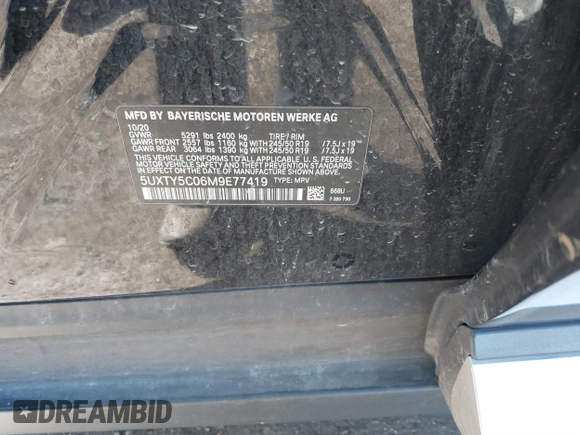 MFD BY BAYERISCHE MOTOREN WERKE AG
10/20
GVWR 5291 lbs 2400 kg TIRE / RIM
GAWR FRONT 2557 lbs 1160 kg WITH 245/50 R19 /7.5J x 19
GAWR REAR 3064 lbs 1390 kg WITH 245/50 R19 /7.5J x 19
THIS VEHICLE CONFORMS TO ALL APPLICABLE U. S. FEDERAL
MOTOR VEHICLE SAFETY, BUMPER AND THEFT PREVENTION
STANDARDS IN EFFECT ON THE DATE OF MANUFACTURE SHOWN ABOVE.
5UXTY5C06M9E77419 TYPE: MPV
668U
DREAMBID